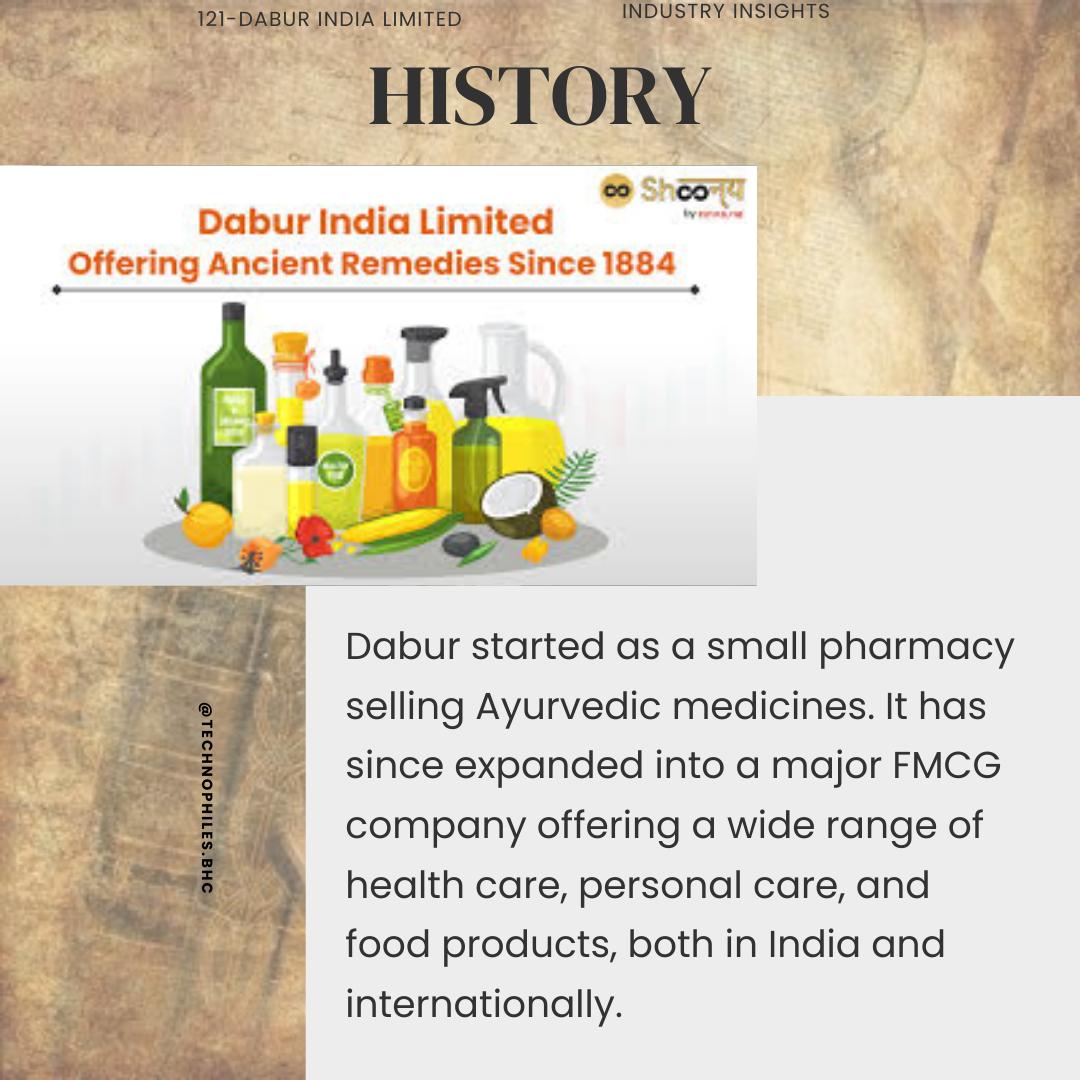 121-DABUR INDIA LIMITED
INDUSTRY INSIGHTS
HISTORY
Shoonय
by
Dabur India Limited
Offering Ancient Remedies Since 1884
Dabur started as a small pharmacy
selling Ayurvedic medicines. It has
since expanded into a major FMCG
company offering a wide range of
health care, personal care, and
food products, both in India and
internationally.
@TECHNOPHILES.BHC